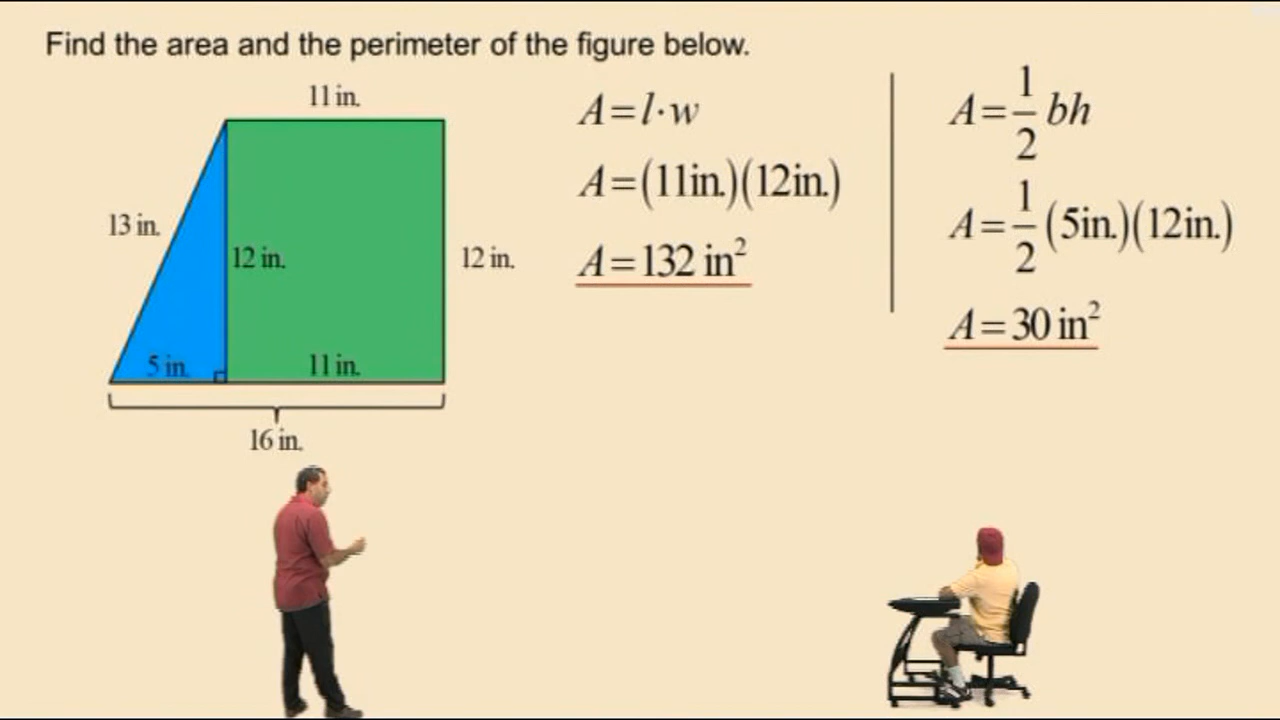 Find the area and the perimeter of the figure below.
11 in.
13 in.
12 in.
12 in.
5 in.
11 in.
16 in.
A=l·w
A=(11in.)(12in.)
A=132 in²
A=1/2 bh
A=1/2 (5in.)(12in.)
A=30 in²